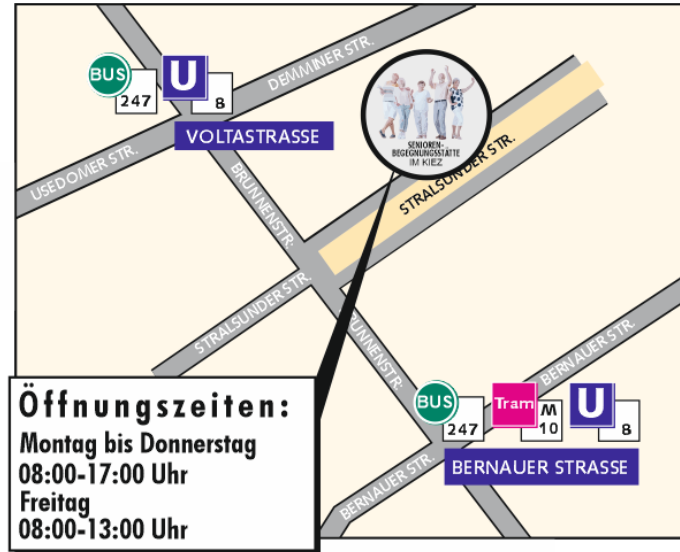 DEMMINER STR.
BUS
247
U
8
VOLTASTRASSE
USEDOMER STR.
BRUNNENSTR.
SENIOREN-
BEGEGNUNGSSTÄTTE
IM KIEZ
STRALSUNDER STR.
STRALSUNDER STR.
BRUNNENSTR.
BERNAUER STR.
BUS
247
Tram
M
10
U
8
BERNAUER STRASSE
BERNAUER STR.
Öffnungszeiten:
Montag bis Donnerstag
08:00-17:00 Uhr
Freitag
08:00-13:00 Uhr